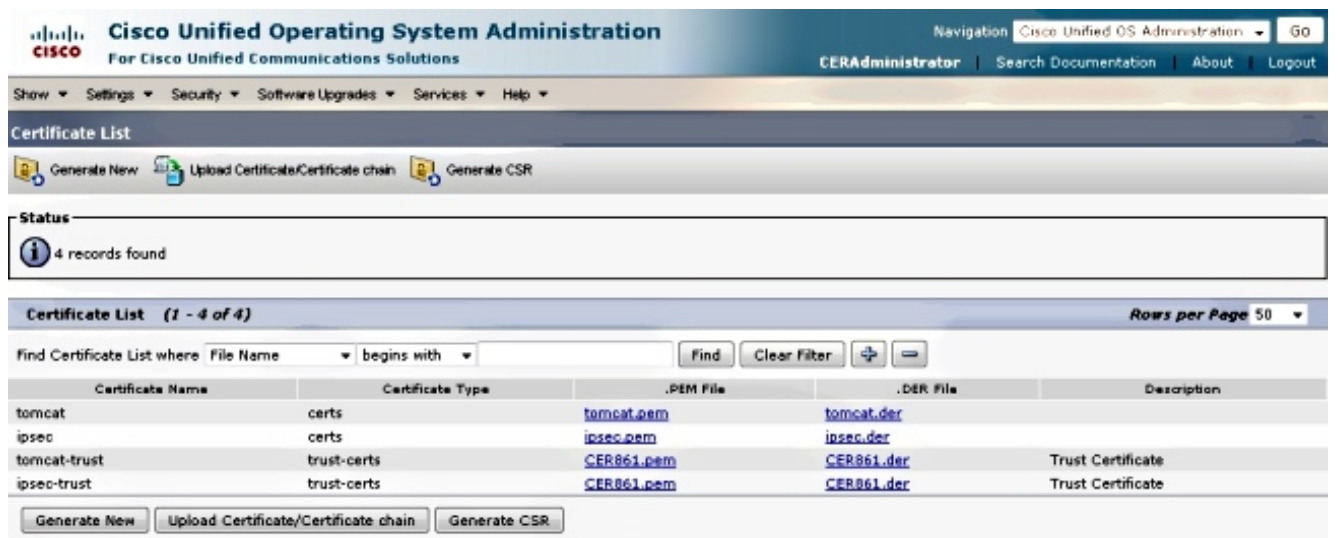 Cisco Unified Operating System Administration
Navigation Cisco Unified OS Administration Go
CISCO For Cisco Unified Communications Solutions
CERAdministrator | Search Documentation | About | Logout
Show Settings Security Software Upgrades Services Help
Certificate List
Generate New Upload Certificate/Certificate chain Generate CSR
Status
4 records found
Certificate List (1 - 4 of 4) Rows per Page 50
Find Certificate List where File Name begins with Find Clear Filter
Certificate Name Certificate Type .PEM File .DER File Description
tomcat certs tomcat.pem tomcat.der
ipsec certs ipsec.pem ipsec.der
tomcat-trust trust-certs CER861.pem CER861.der Trust Certificate
ipsec-trust trust-certs CER861.pem CER861.der Trust Certificate
Generate New Upload Certificate/Certificate chain Generate CSR